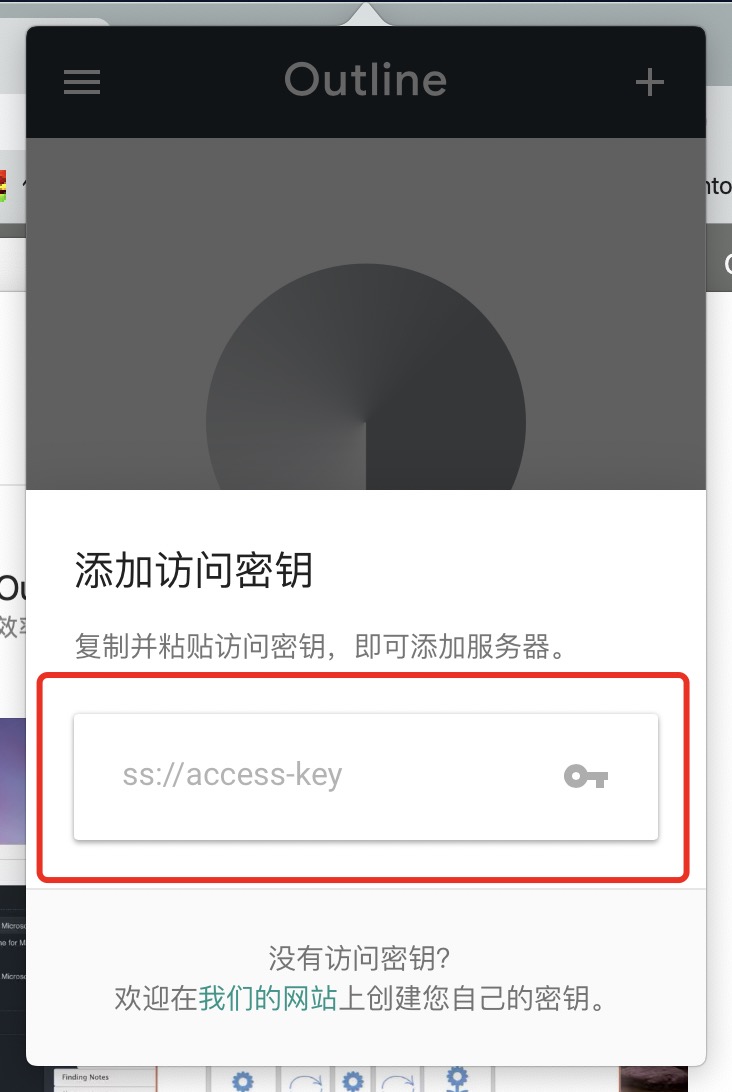 Outline
添加访问密钥
复制并粘贴访问密钥，即可添加服务器。
ss://access-key
没有访问密钥？
欢迎在我们的网站上创建您自己的密钥。
Finding Notes